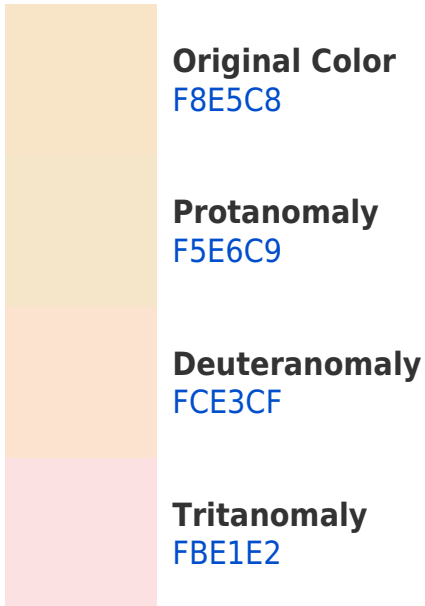 Original Color
F8E5C8
Protanomaly
F5E6C9
Deuteranomaly
FCE3CF
Tritanomaly
FBE1E2